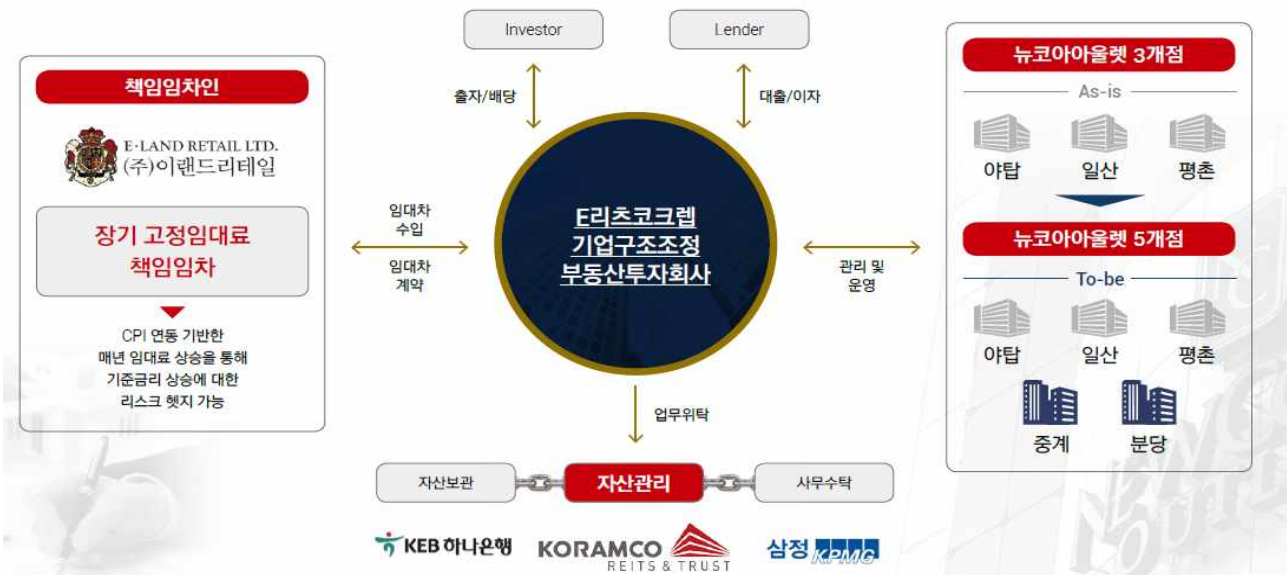 Investor
Lender
출자/배당
대출/이자
책임임차인
E·LAND RETAIL LTD.
(주)이랜드리테일
장기 고정임대료
책임임차
CPI 연동 기반한
매년 임대료 상승을 통해
기준금리 상승에 대한
리스크 헷지 가능
임대차
수입
임대차
계약
E리츠코크렙
기업구조조정
부동산투자회사
관리 및
운영
뉴코아아울렛 3개점
As-is
야탑
일산
평촌
뉴코아아울렛 5개점
To-be
야탑
일산
평촌
중계
분당
업무위탁
자산보관
자산관리
사무수탁
KEB 하나은행
KORAMCO
REITS & TRUST
삼정 KPMG